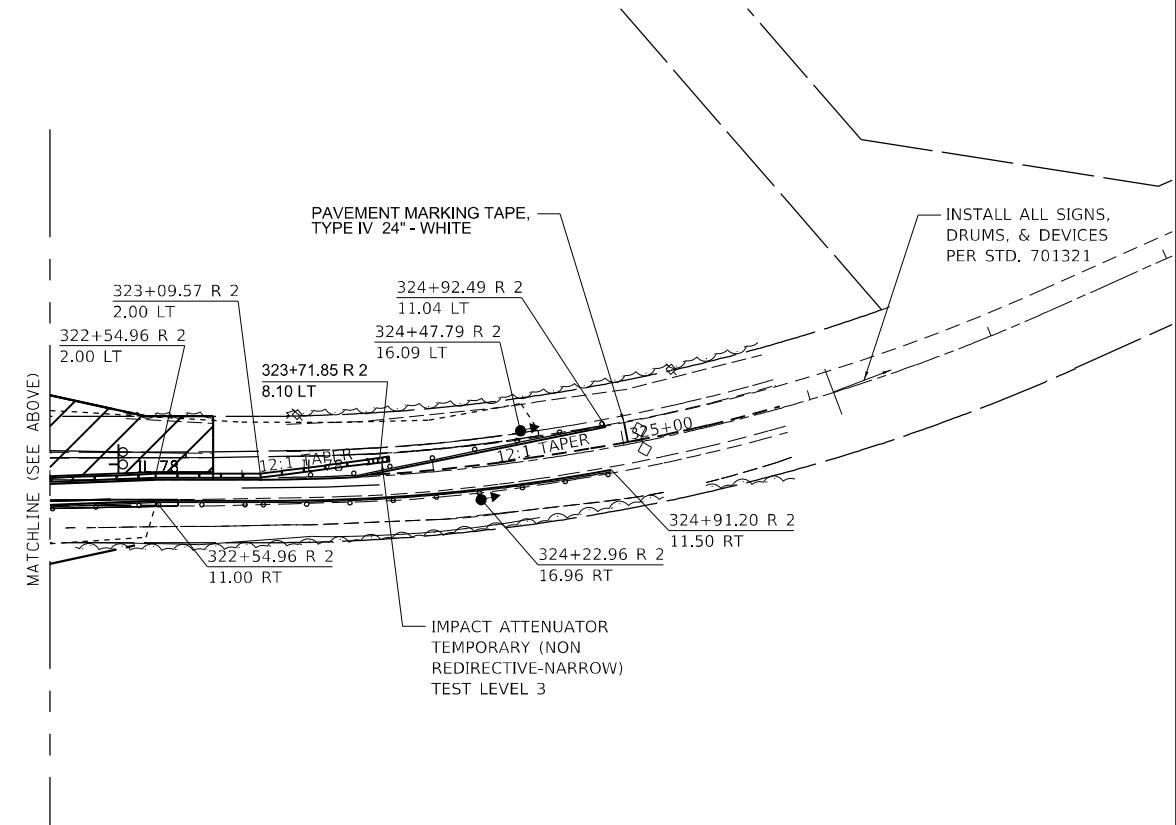 PAVEMENT MARKING TAPE,
TYPE IV 24" - WHITE
INSTALL ALL SIGNS,
DRUMS, & DEVICES
PER STD. 701321
323+09.57 R 2
2.00 LT
324+92.49 R 2
11.04 LT
322+54.96 R 2
2.00 LT
324+47.79 R 2
16.09 LT
323+71.85 R 2
8.10 LT
MATCHLINE (SEE ABOVE)
325+00
12:1 TAPER
12:1 TAPER
IL 78
324+91.20 R 2
11.50 RT
322+54.96 R 2
11.00 RT
324+22.96 R 2
16.96 RT
IMPACT ATTENUATOR
TEMPORARY (NON
REDIRECTIVE-NARROW)
TEST LEVEL 3